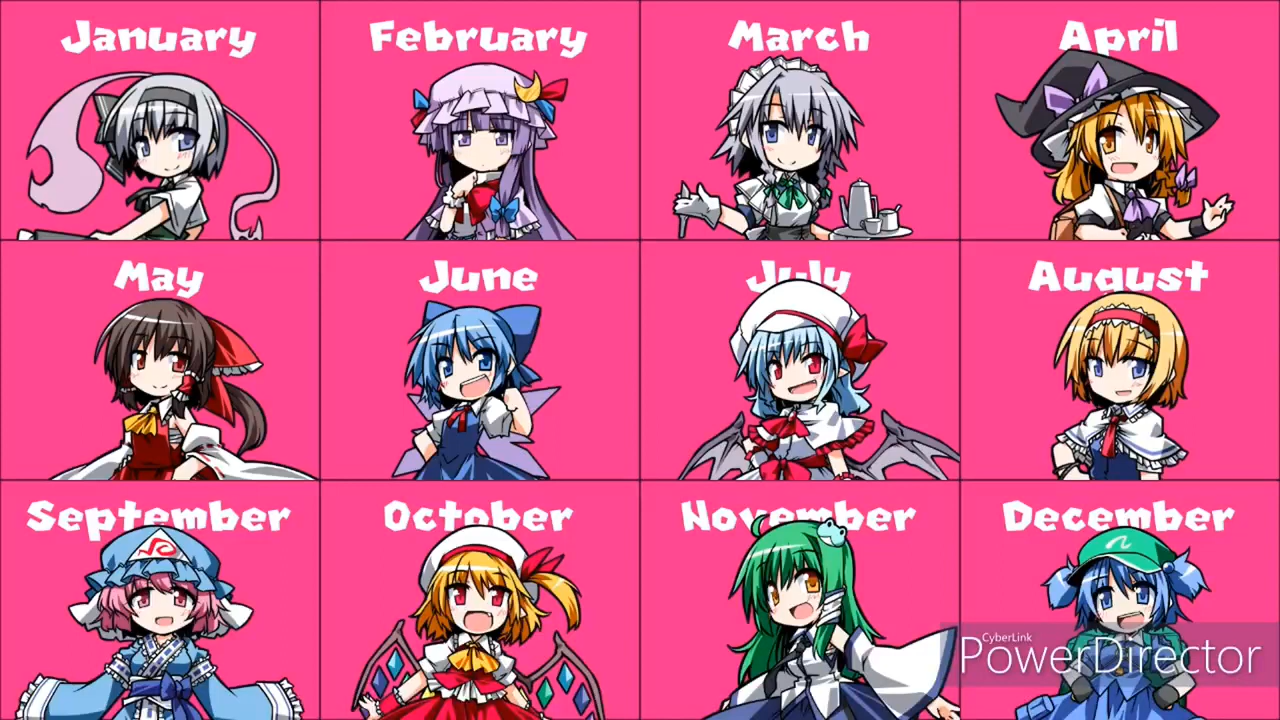 January
February
March
April
May
June
July
August
September
October
November
December
CyberLink
PowerDirector